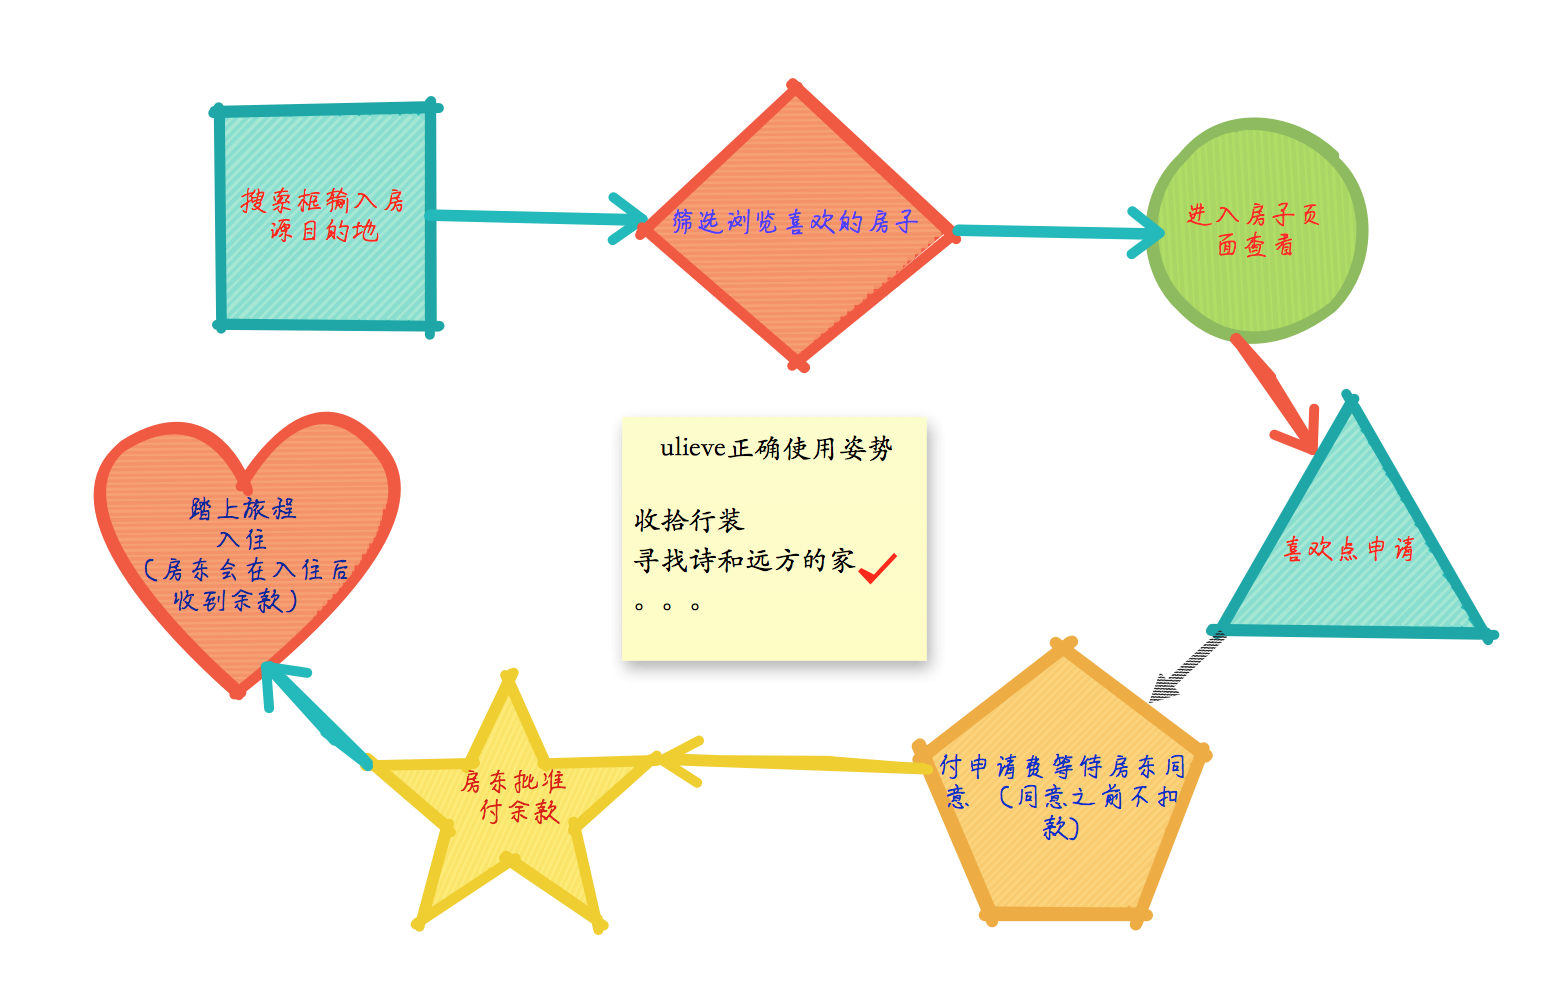 搜索框输入房
源目的地
筛选浏览喜欢的房子
进入房子页
面查看
喜欢点申请
付申请费等待房东同
意 （同意之前不扣
款）
房东批准
付余款
踏上旅程
入住
（房东会在入住后
收到余款）
ulieve正确使用姿势
收拾行装
寻找诗和远方的家
。。。